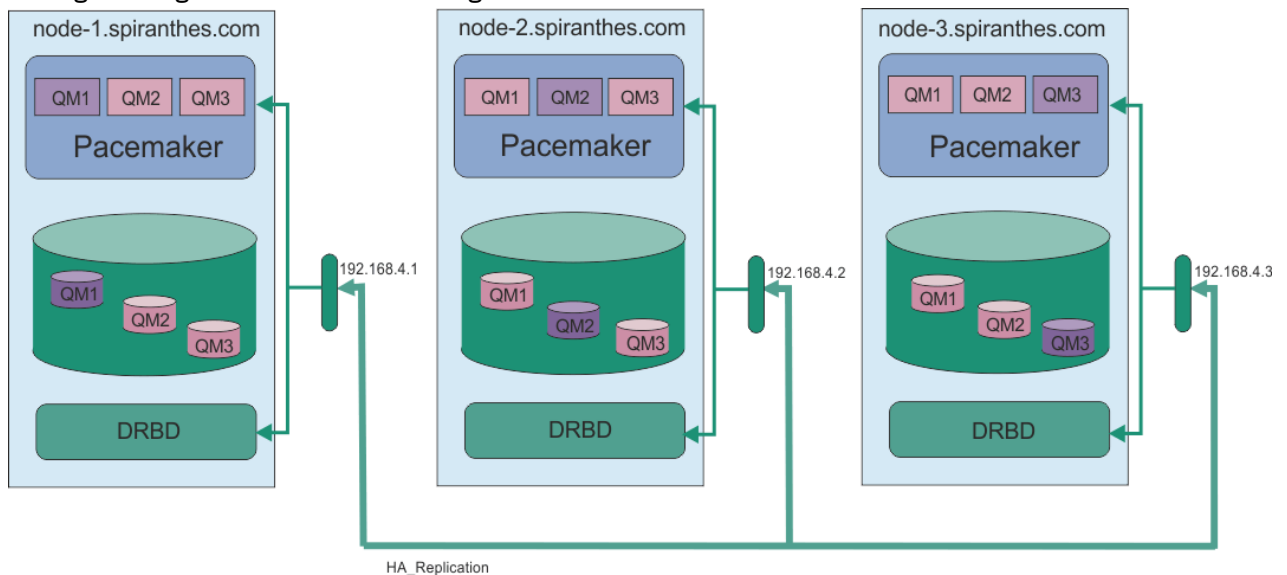 node-1.spiranthes.com
QM1 QM2 QM3
Pacemaker
QM1
QM2
QM3
DRBD
192.168.4.1
node-2.spiranthes.com
QM1 QM2 QM3
Pacemaker
QM1
QM2
QM3
DRBD
192.168.4.2
node-3.spiranthes.com
QM1 QM2 QM3
Pacemaker
QM1
QM2
QM3
DRBD
192.168.4.3
HA_Replication